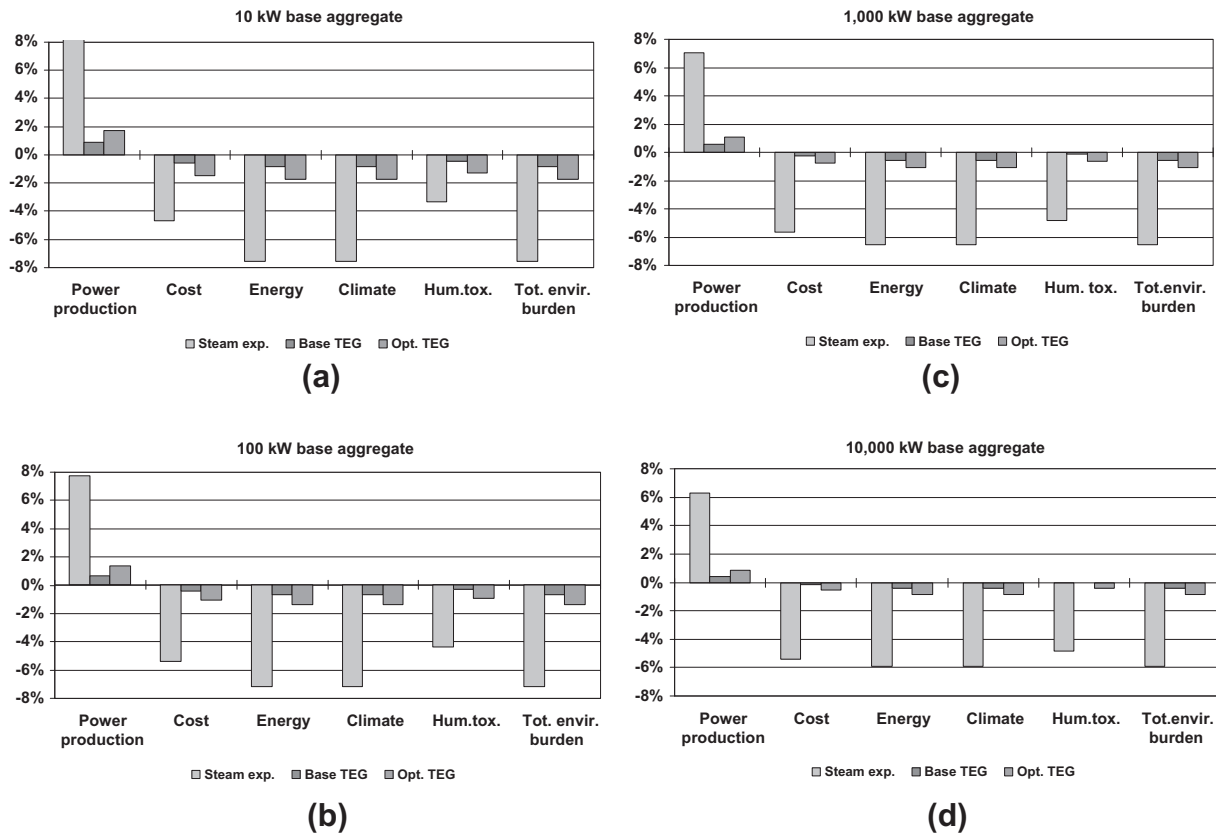 10 kW base aggregate
8%
6%
4%
2%
0%
-2%
-4%
-6%
-8%
Power production
Cost
Energy
Climate
Hum.tox.
Tot. envir. burden
Steam exp.
Base TEG
Opt. TEG
(a)
1,000 kW base aggregate
8%
6%
4%
2%
0%
-2%
-4%
-6%
-8%
Power production
Cost
Energy
Climate
Hum. tox.
Tot.envir. burden
Steam exp.
Base TEG
Opt. TEG
(c)
100 kW base aggregate
8%
6%
4%
2%
0%
-2%
-4%
-6%
-8%
Power production
Cost
Energy
Climate
Hum.tox.
Tot. envir. burden
Steam exp.
Base TEG
Opt. TEG
(b)
10,000 kW base aggregate
8%
6%
4%
2%
0%
-2%
-4%
-6%
-8%
Power production
Cost
Energy
Climate
Hum.tox.
Tot.envir. burden
Steam exp.
Base TEG
Opt. TEG
(d)